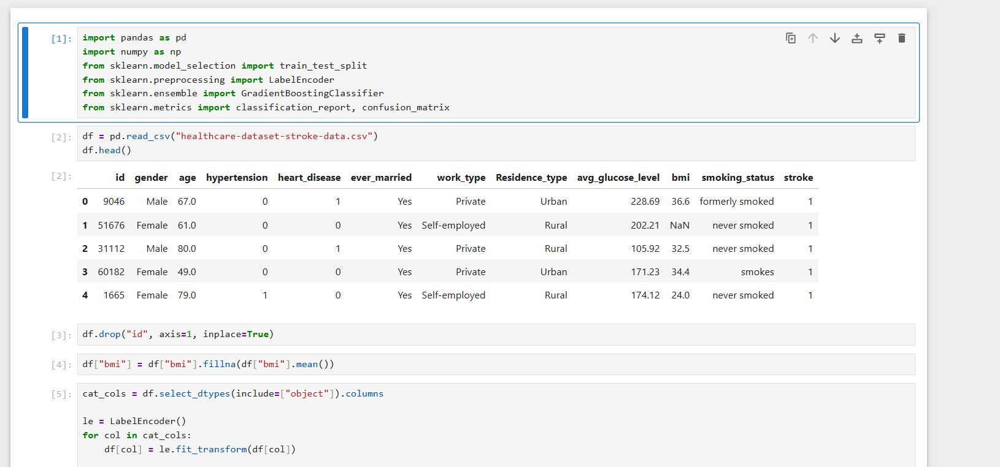 [1]: import pandas as pd
import numpy as np
from sklearn.model_selection import train_test_split
from sklearn.preprocessing import LabelEncoder
from sklearn.ensemble import GradientBoostingClassifier
from sklearn.metrics import classification_report, confusion_matrix
[2]: df = pd.read_csv("healthcare-dataset-stroke-data.csv")
df.head()
[2]: id gender age hypertension heart_disease ever_married work_type Residence_type avg_glucose_level bmi smoking_status stroke
0 9046 Male 67.0 0 1 Yes Private Urban 228.69 36.6 formerly smoked 1
1 51676 Female 61.0 0 0 Yes Self-employed Rural 202.21 NaN never smoked 1
2 31112 Male 80.0 0 1 Yes Private Rural 105.92 32.5 never smoked 1
3 60182 Female 49.0 0 0 Yes Private Urban 171.23 34.4 smokes 1
4 1665 Female 79.0 1 0 Yes Self-employed Rural 174.12 24.0 never smoked 1
[3]: df.drop("id", axis=1, inplace=True)
[4]: df["bmi"] = df["bmi"].fillna(df["bmi"].mean())
[5]: cat_cols = df.select_dtypes(include=["object"]).columns
le = LabelEncoder()
for col in cat_cols:
    df[col] = le.fit_transform(df[col])